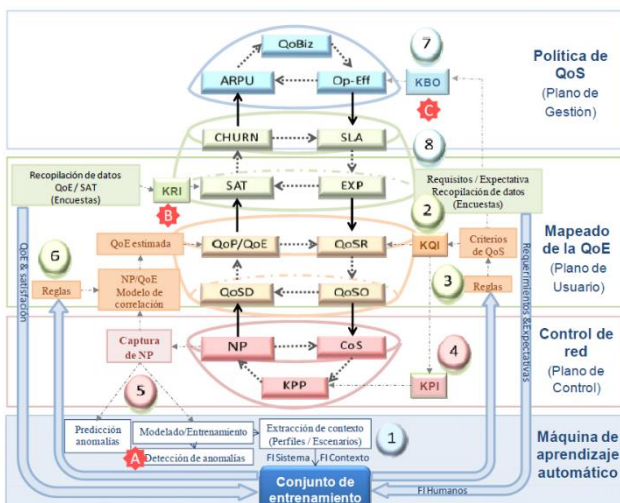 QoBiz
7
Política de
QoS
(Plano de
Gestión)
ARPU
Op-Eff
KBO
C
CHURN
SLA
8
Recopilación de datos
QoE / SAT
(Encuestas)
KRI
B
SAT
EXP
Requisitos / Expectativa
Recopilación de datos
(Encuestas)
2
Mapeado
de la QoE
(Plano de
Usuario)
QoE estimada
QoP/QoE
QoSR
KQI
Criterios
de QoS
6
Reglas
NP/QoE
Modelo de
correlación
QoSD
QoSO
3
Reglas
QoE & satisfacción
Requerimientos &Expectativas
Control de
red
(Plano de
Control)
Captura
de NP
NP
CoS
4
KPP
KPI
5
Predicción
anomalías
Modelado/Entrenamiento
Extracción de contexto
(Perfiles / Escenarios)
1
A
Detección de anomalías
Máquina de
aprendizaje
automático
FI Sistema
FI Contexto
Conjunto de
entrenamiento
FI Humanos